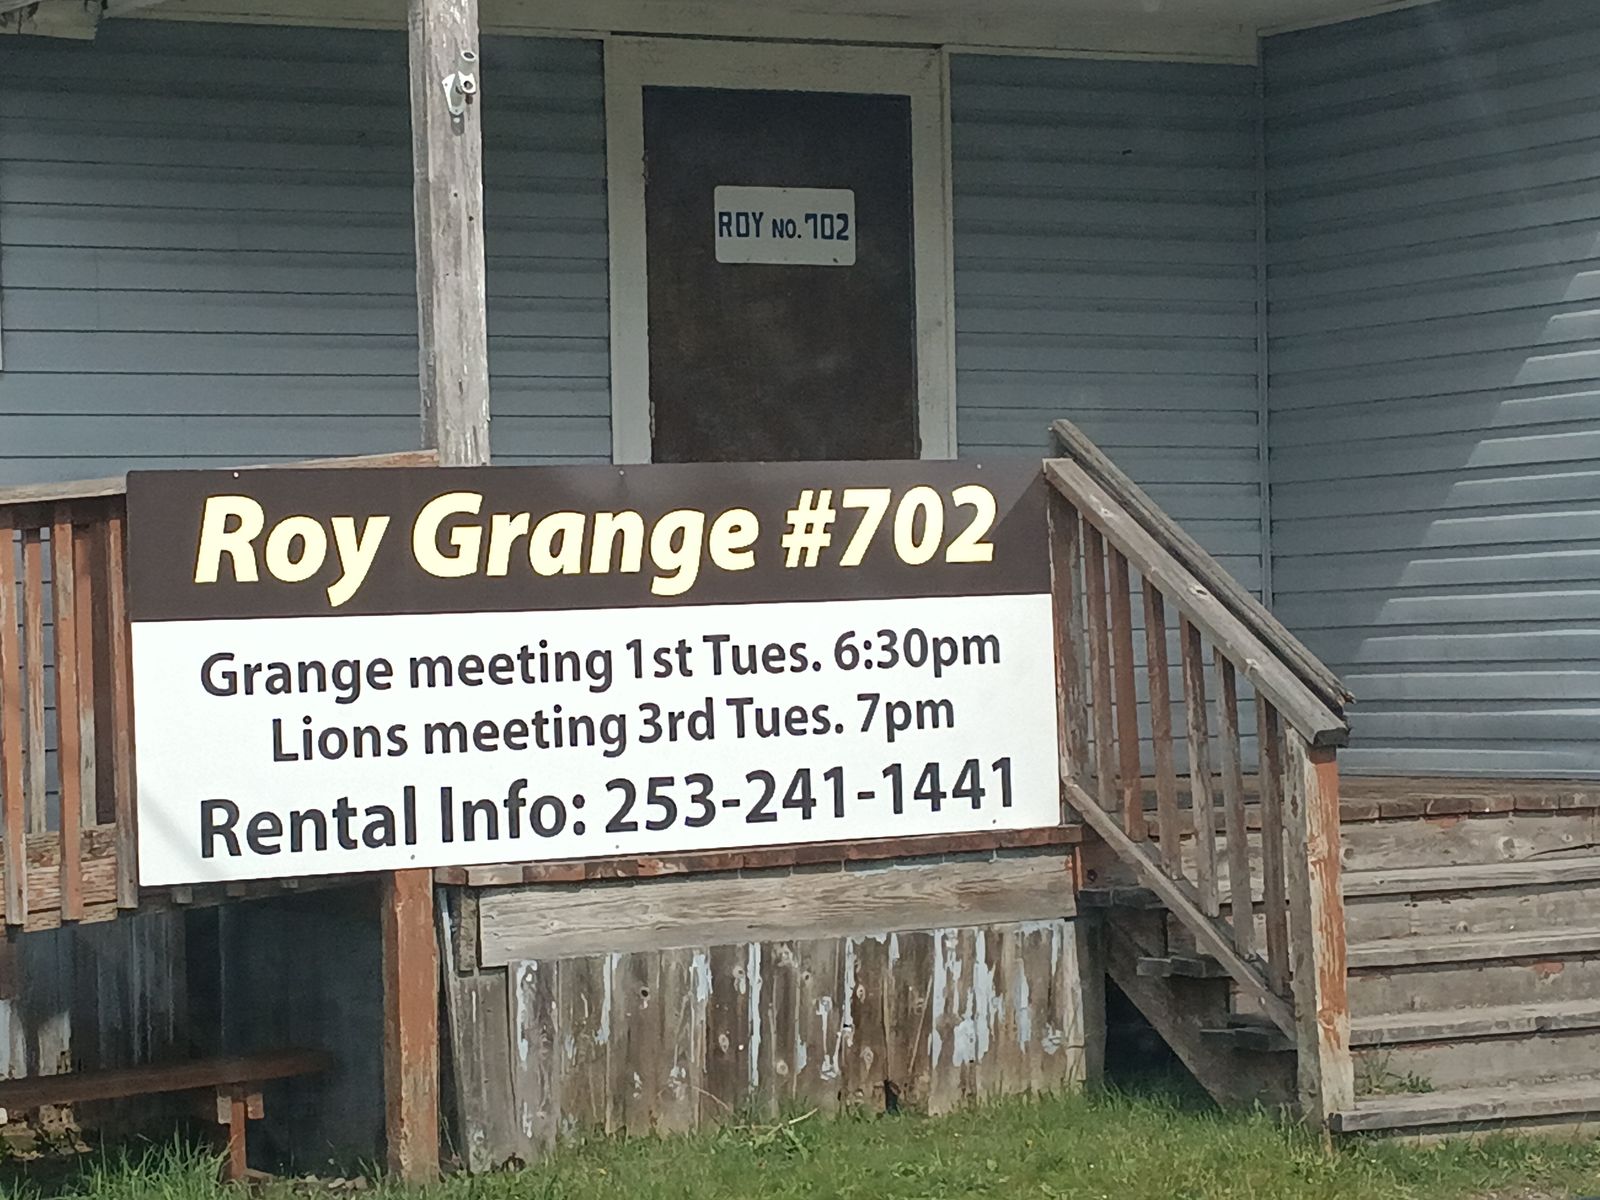 ROY NO. 702
Roy Grange #702
Grange meeting 1st Tues. 6:30pm
Lions meeting 3rd Tues. 7pm
Rental Info: 253-241-1441